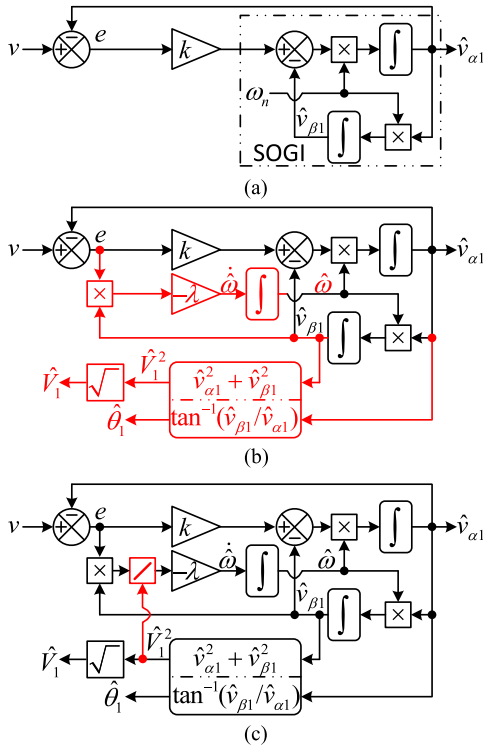 v + − e k + − × ∫ v̂α1
ωn v̂β1 ∫ ×
SOGI
(a)
v + − e k + − × ∫ v̂α1
× −λ ω̂̇ ∫ ω̂
v̂β1 ∫ ×
V̂1 √ V̂1² v̂α1² + v̂β1²
θ̂1 tan⁻¹(v̂β1/v̂α1)
(b)
v + − e k + − × ∫ v̂α1
× / −λ ω̂̇ ∫ ω̂
v̂β1 ∫ ×
V̂1 √ V̂1² v̂α1² + v̂β1²
θ̂1 tan⁻¹(v̂β1/v̂α1)
(c)